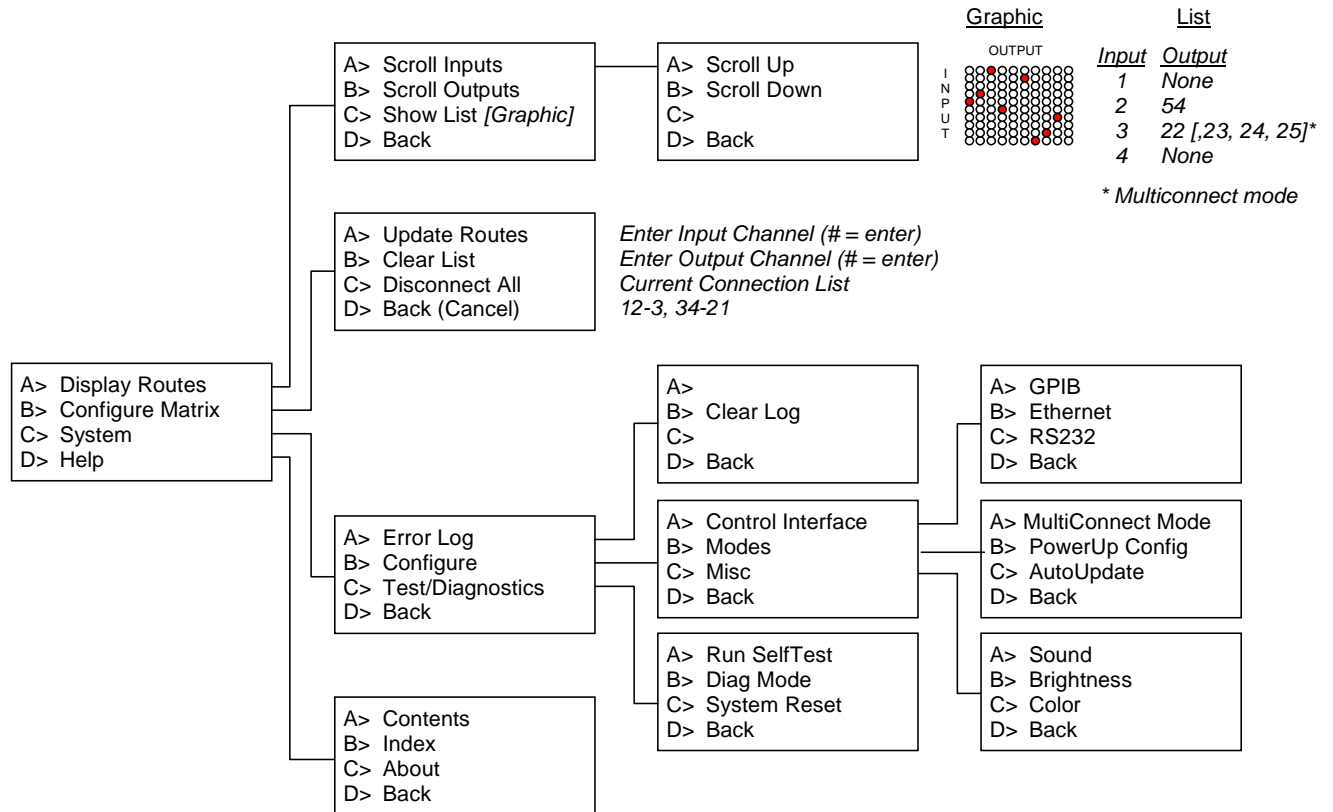 Graphic
List
OUTPUT
INPUT
Input Output
1 None
2 54
3 22 [,23, 24, 25]*
4 None
* Multiconnect mode
A> Scroll Inputs
B> Scroll Outputs
C> Show List [Graphic]
D> Back
A> Scroll Up
B> Scroll Down
C>
D> Back
A> Update Routes
B> Clear List
C> Disconnect All
D> Back (Cancel)
Enter Input Channel (# = enter)
Enter Output Channel (# = enter)
Current Connection List
12-3, 34-21
A> Display Routes
B> Configure Matrix
C> System
D> Help
A>
B> Clear Log
C>
D> Back
A> GPIB
B> Ethernet
C> RS232
D> Back
A> Error Log
B> Configure
C> Test/Diagnostics
D> Back
A> Control Interface
B> Modes
C> Misc
D> Back
A> MultiConnect Mode
B> PowerUp Config
C> AutoUpdate
D> Back
A> Run SelfTest
B> Diag Mode
C> System Reset
D> Back
A> Sound
B> Brightness
C> Color
D> Back
A> Contents
B> Index
C> About
D> Back